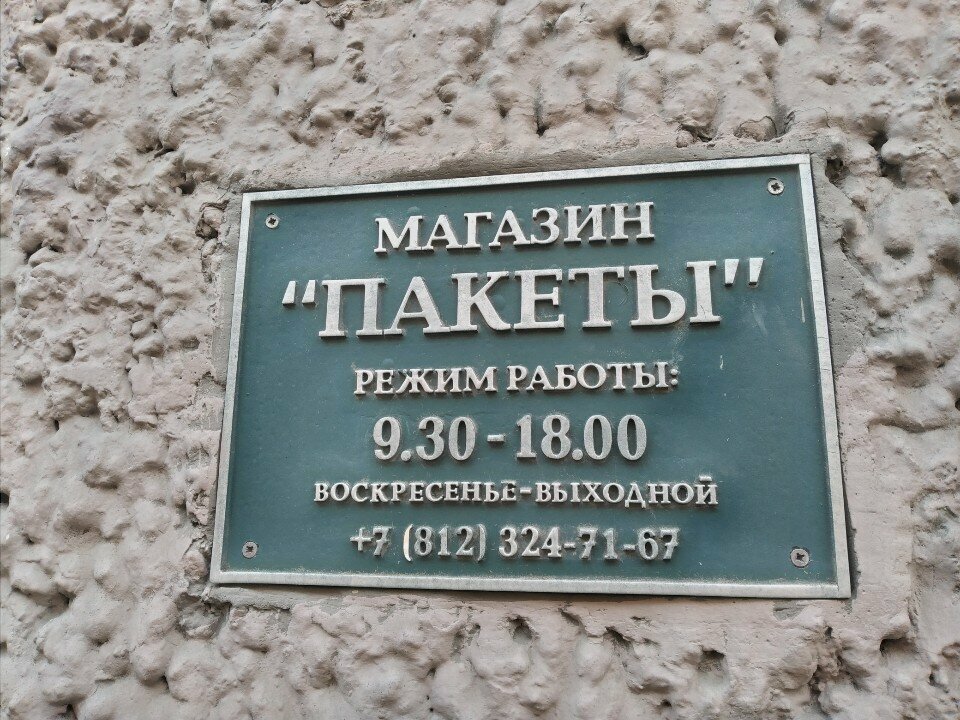 МАГАЗИН
“ПАКЕТЫ”
РЕЖИМ РАБОТЫ:
9.30 - 18.00
ВОСКРЕСЕНЬЕ-ВЫХОДНОЙ
+7 (812) 324-71-67